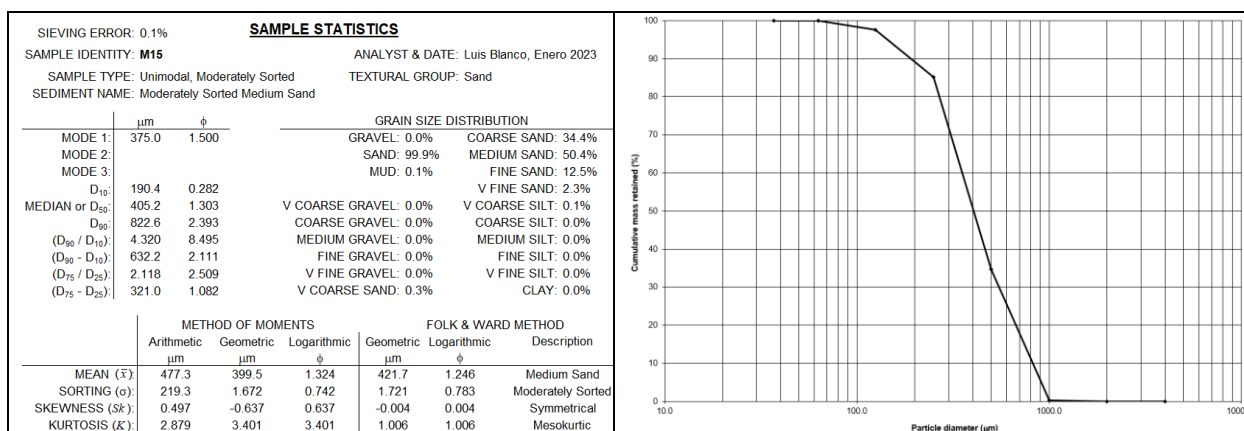 SAMPLE STATISTICS
SIEVING ERROR: 0.1%
SAMPLE IDENTITY: M15 ANALYST & DATE: Luis Blanco, Enero 2023
SAMPLE TYPE: Unimodal, Moderately Sorted TEXTURAL GROUP: Sand
SEDIMENT NAME: Moderately Sorted Medium Sand
μm ϕ GRAIN SIZE DISTRIBUTION
MODE 1: 375.0 1.500 GRAVEL: 0.0% COARSE SAND: 34.4%
MODE 2: SAND: 99.9% MEDIUM SAND: 50.4%
MODE 3: MUD: 0.1% FINE SAND: 12.5%
D10: 190.4 0.282 V FINE SAND: 2.3%
MEDIAN or D50: 405.2 1.303 V COARSE GRAVEL: 0.0% V COARSE SILT: 0.1%
D90: 822.6 2.393 COARSE GRAVEL: 0.0% COARSE SILT: 0.0%
(D90 / D10): 4.320 8.495 MEDIUM GRAVEL: 0.0% MEDIUM SILT: 0.0%
(D90 - D10): 632.2 2.111 FINE GRAVEL: 0.0% FINE SILT: 0.0%
(D75 / D25): 2.118 2.509 V FINE GRAVEL: 0.0% V FINE SILT: 0.0%
(D75 - D25): 321.0 1.082 V COARSE SAND: 0.3% CLAY: 0.0%
METHOD OF MOMENTS FOLK & WARD METHOD
Arithmetic Geometric Logarithmic Geometric Logarithmic Description
μm μm ϕ μm ϕ
MEAN (x̄): 477.3 399.5 1.324 421.7 1.246 Medium Sand
SORTING (σ): 219.3 1.672 0.742 1.721 0.783 Moderately Sorted
SKEWNESS (Sk): 0.497 -0.637 0.637 -0.004 0.004 Symmetrical
KURTOSIS (K): 2.879 3.401 3.401 1.006 1.006 Mesokurtic
Cumulative mass retained (%)
100
90
80
70
60
50
40
30
20
10
0
10.0 100.0 1000.0 1000
Particle diameter (μm)